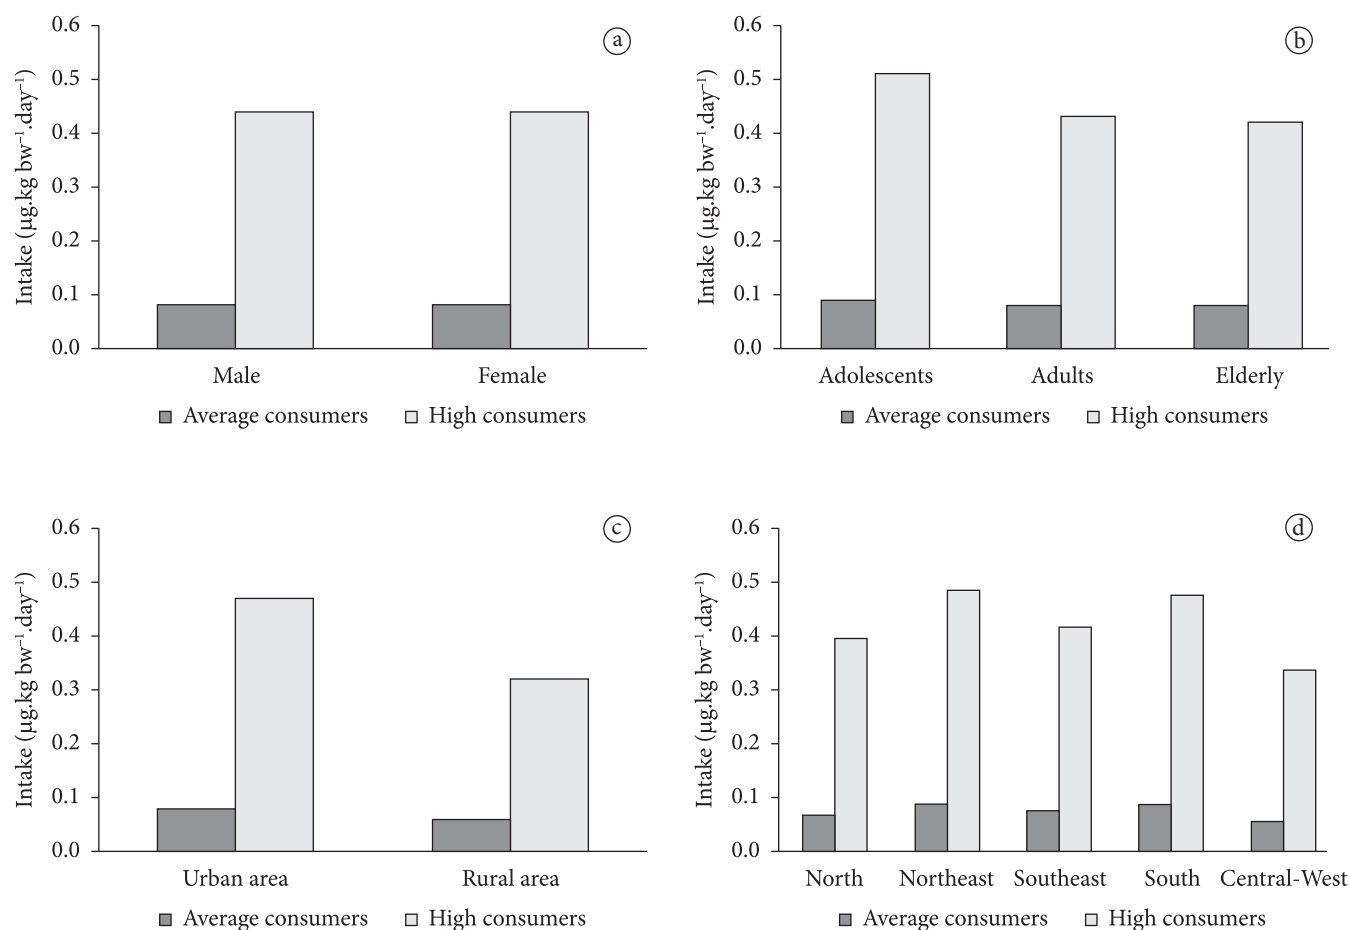 a
Intake (µg.kg bw⁻¹.day⁻¹)
0.6
0.5
0.4
0.3
0.2
0.1
0.0
Male Female
Average consumers High consumers
b
Intake (µg.kg bw⁻¹.day⁻¹)
0.6
0.5
0.4
0.3
0.2
0.1
0.0
Adolescents Adults Elderly
Average consumers High consumers
c
Intake (µg.kg bw⁻¹.day⁻¹)
0.6
0.5
0.4
0.3
0.2
0.1
0.0
Urban area Rural area
Average consumers High consumers
d
Intake (µg.kg bw⁻¹.day⁻¹)
0.6
0.5
0.4
0.3
0.2
0.1
0.0
North Northeast Southeast South Central-West
Average consumers High consumers